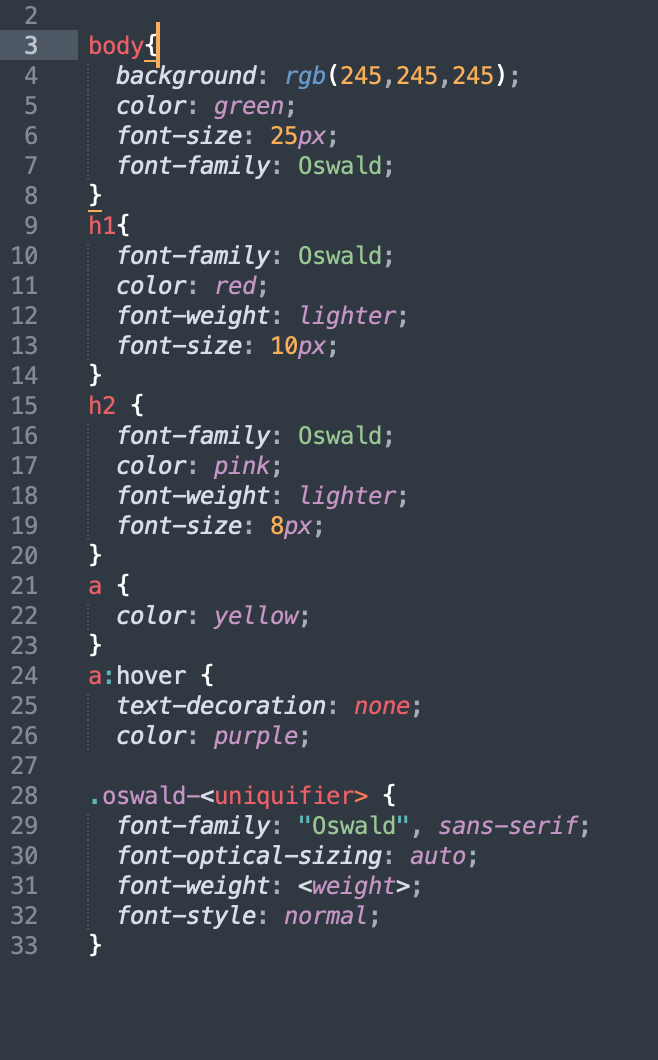 2
3 body{
4 background: rgb(245,245,245);
5 color: green;
6 font-size: 25px;
7 font-family: Oswald;
8 }
9 h1{
10 font-family: Oswald;
11 color: red;
12 font-weight: lighter;
13 font-size: 10px;
14 }
15 h2 {
16 font-family: Oswald;
17 color: pink;
18 font-weight: lighter;
19 font-size: 8px;
20 }
21 a {
22 color: yellow;
23 }
24 a:hover {
25 text-decoration: none;
26 color: purple;
27
28 .oswald-<uniquifier> {
29 font-family: "Oswald", sans-serif;
30 font-optical-sizing: auto;
31 font-weight: <weight>;
32 font-style: normal;
33 }